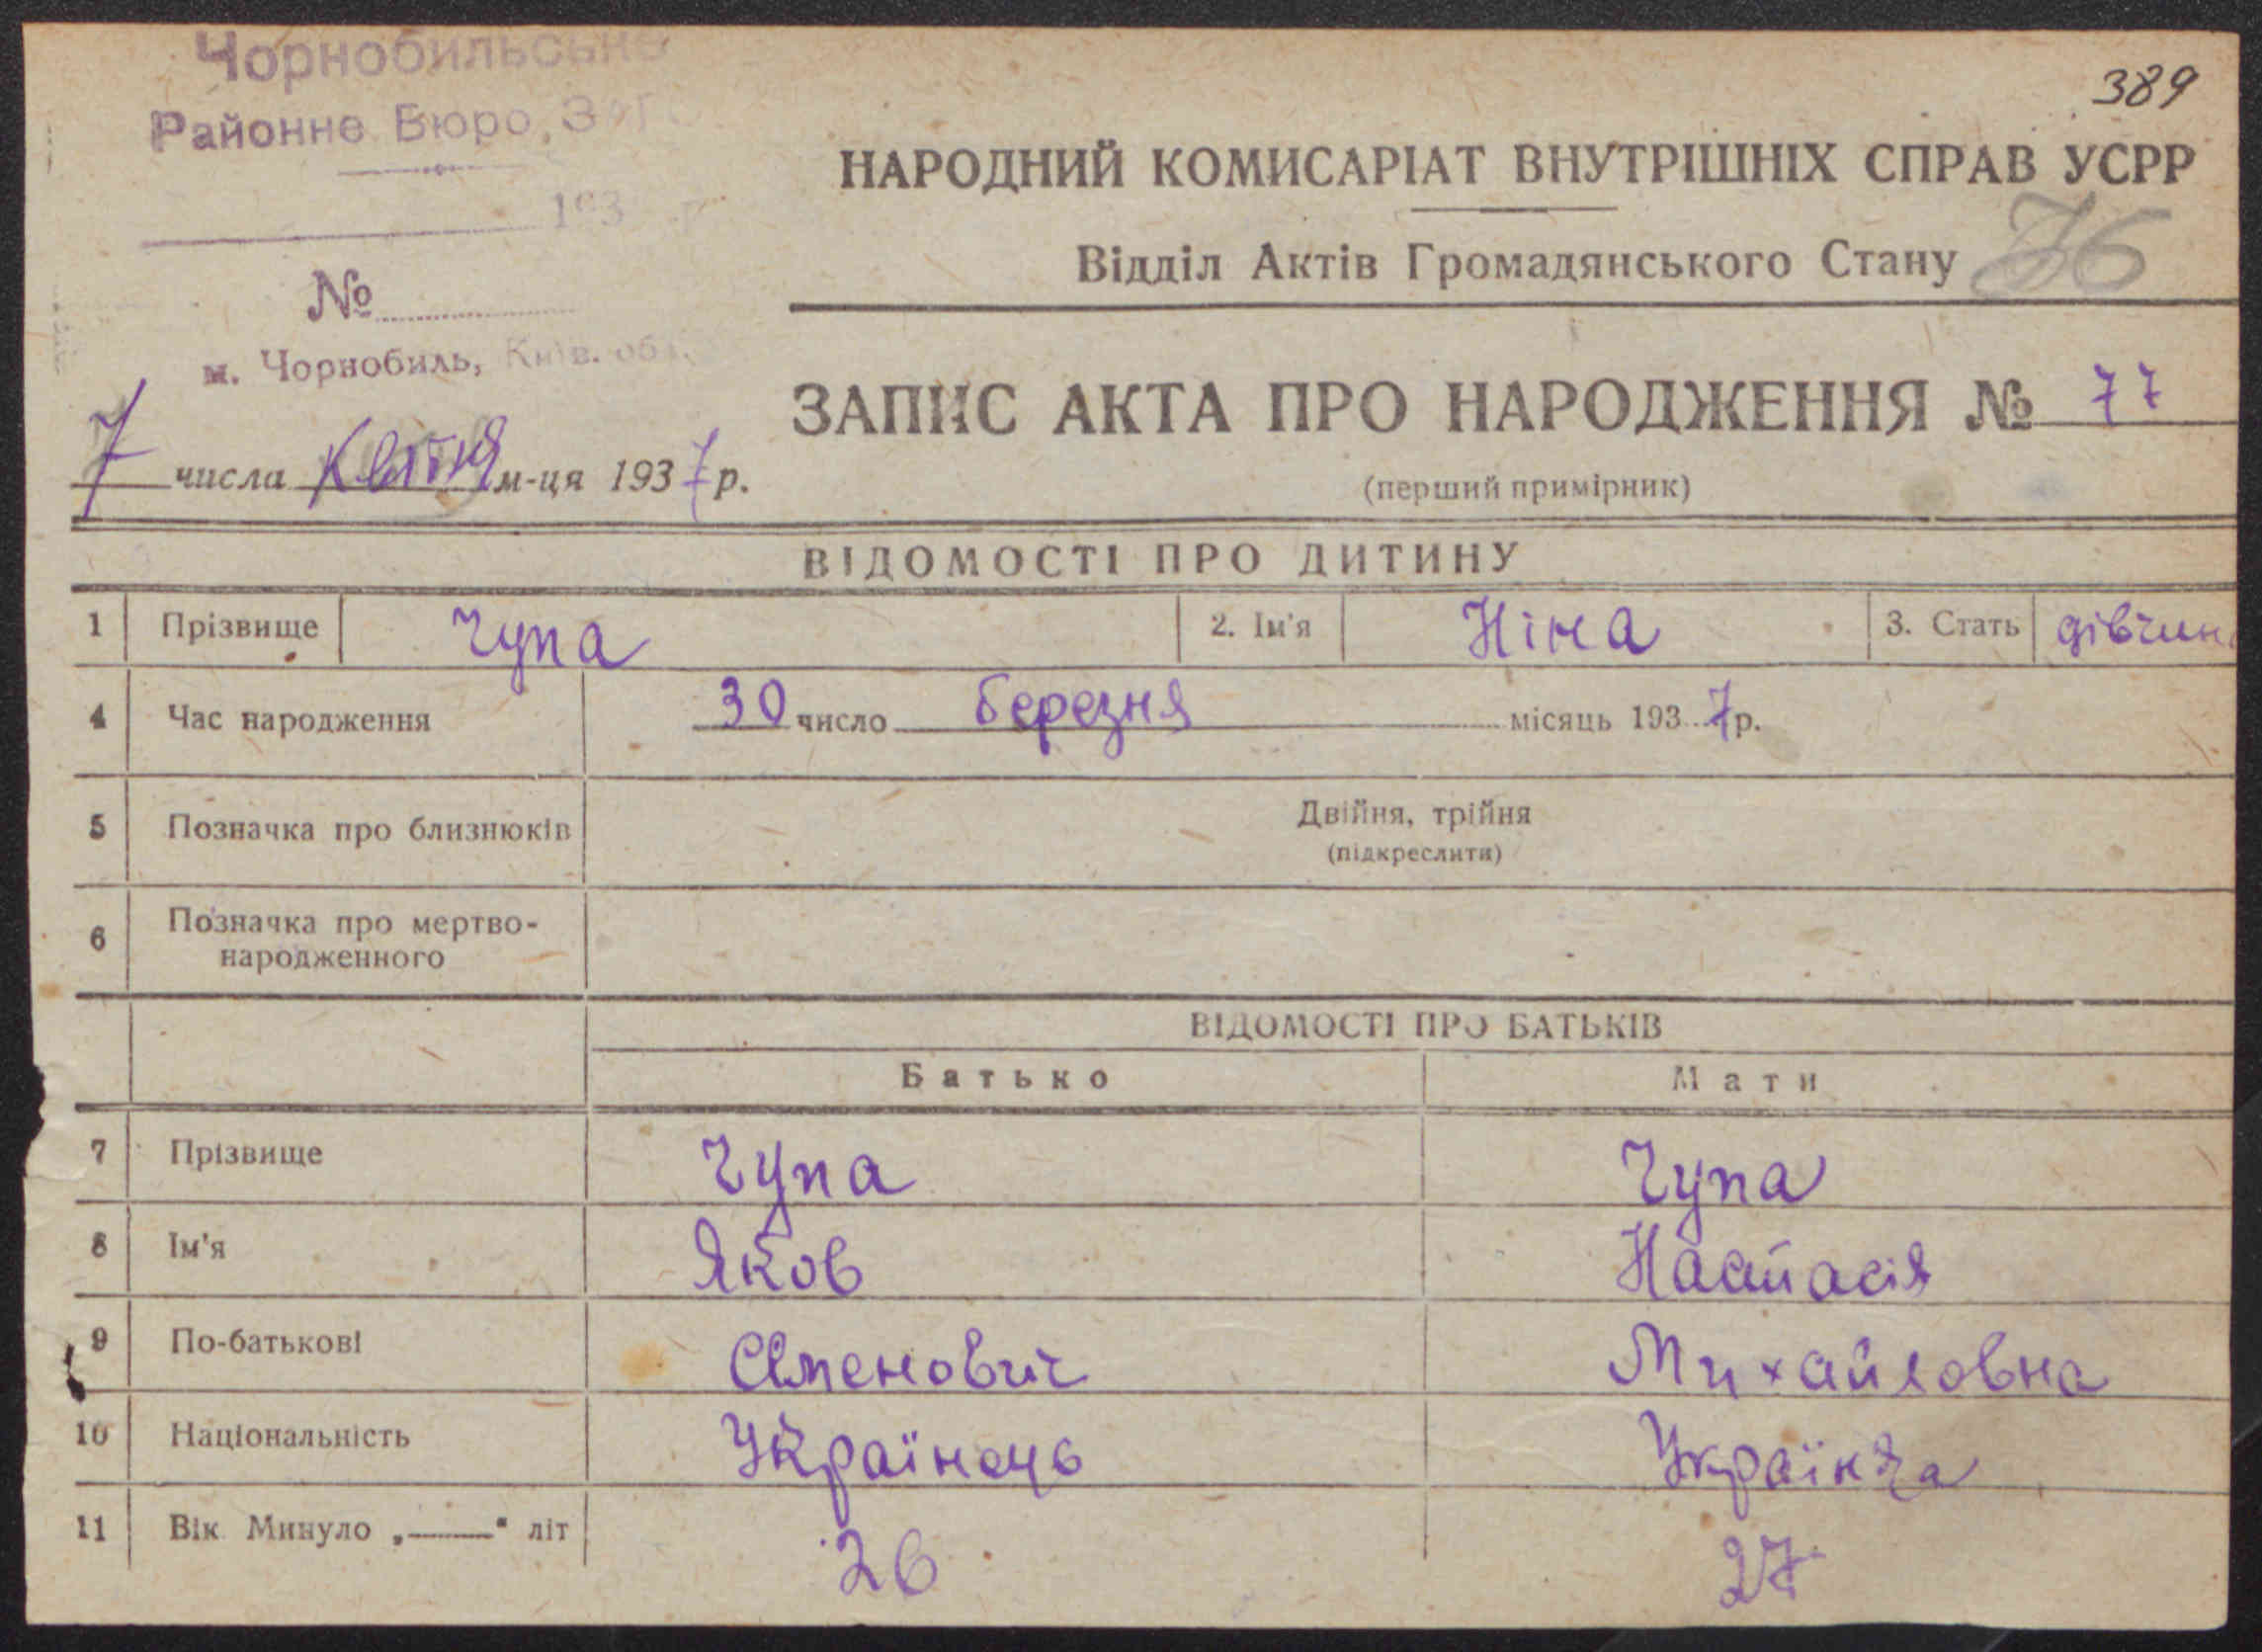 Чорнобильське
389
Районне Бюро ЗАГС
НАРОДНИЙ КОМИСАРІАТ ВНУТРІШНІХ СПРАВ УСРР
193 р.
Відділ Актів Громадянського Стану 76
№
м. Чорнобиль, Київ. обл.
ЗАПИС АКТА ПРО НАРОДЖЕННЯ № 77
7 числа Квітня м-ця 1937 р.
(перший примірник)
ВІДОМОСТІ ПРО ДИТИНУ
1 Прізвище Чупа 2. Ім'я Ніна 3. Стать дівчина
4 Час народження 30 число березня місяць 1937 р.
5 Позначка про близнюків Двійня, трійня
(підкреслити)
6 Позначка про мертво-
народженного
ВІДОМОСТІ ПРО БАТЬКІВ
Батько Мати
7 Прізвище Чупа Чупа
8 Ім'я Яков Настасія
9 По-батькові Семенович Михайловна
10 Національність Українець Українка
11 Вік Минуло „——" літ 26 27